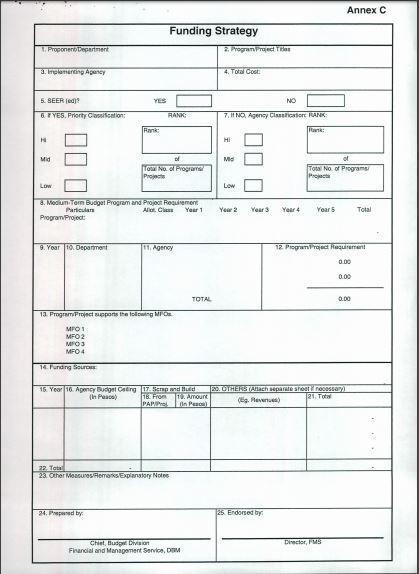 Annex C
Funding Strategy
1. Proponent/Department 2. Program/Project Titles
3. Implementing Agency 4. Total Cost:
5. SEER (ed)? YES NO
6. If YES, Priority Classification: RANK: 7. If NO, Agency Classification: RANK:
Hi Rank: Hi Rank:
Mid of Mid of
Total No. of Programs/ Total No. of Programs/
Projects Projects
Low Low
8. Medium-Term Budget Program and Project Requirement
Particulars Allot. Class Year 1 Year 2 Year 3 Year 4 Year 5 Total
Program/Project:
-
9. Year 10. Department 11. Agency 12. Program/Project Requirement
0.00
0.00
TOTAL 0.00
13. Program/Project supports the following MFOs.
MFO 1
MFO 2
MFO 3
MFO 4
14. Funding Sources:
15. Year 16. Agency Budget Ceiling 17. Scrap and Build 20. OTHERS (Attach separate sheet if necessary)
(In Pesos) 18. From 19. Amount (Eg. Revenues) 21. Total
PAP/Proj. (In Pesos)
-
-
-
22. Total - -
23. Other Measures/Remarks/Explanatory Notes
24. Prepared by: 25. Endorsed by:
Chief, Budget Division Director, FMS
Financial and Management Service, DBM